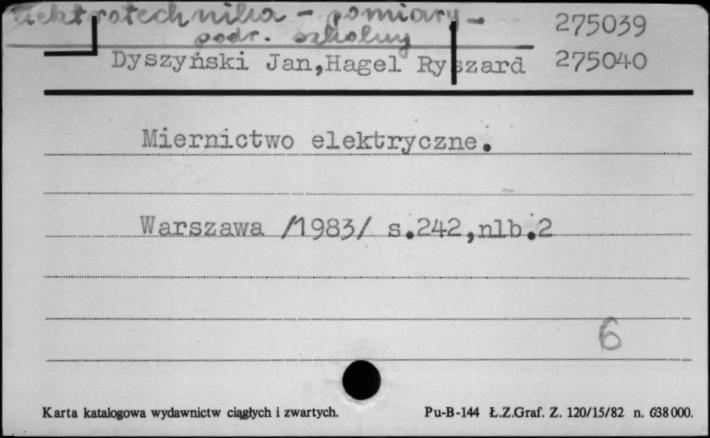 Elektrotechnika - pomiary - 275039
podr. szkolny
Dyszyński Jan,Hagel Ryszard 275040
Miernictwo elektryczne.
Warszawa /1983/ s.242,nlb.2
6
Karta katalogowa wydawnictw ciągłych i zwartych. Pu-B-144 Ł.Z.Graf. Z. 120/15/82 n. 638000.